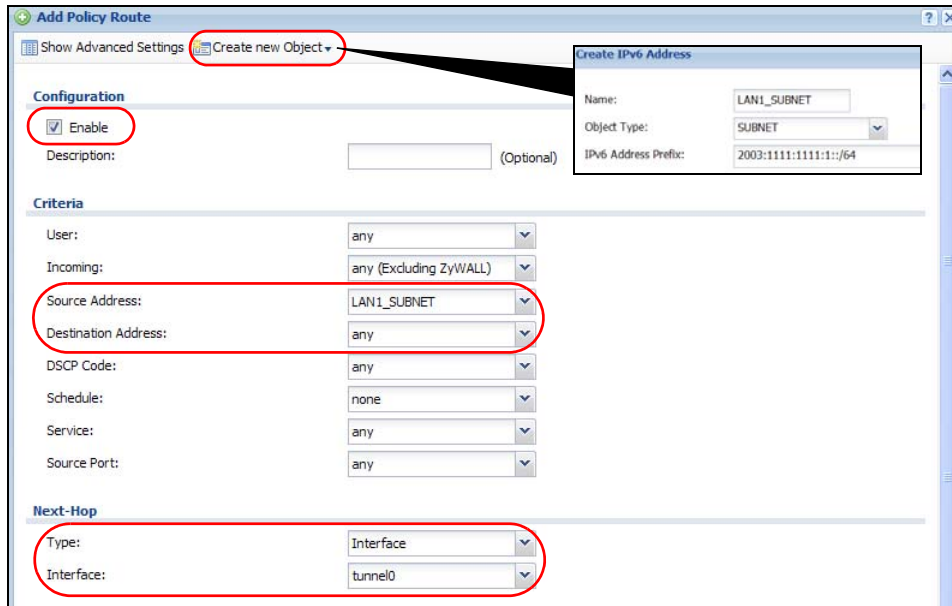 Add Policy Route
?
Show Advanced Settings Create new Object
Create IPv6 Address
Name: LAN1_SUBNET
Object Type: SUBNET
IPv6 Address Prefix: 2003:1111:1111:1::/64
Configuration
Enable
Description: (Optional)
Criteria
User: any
Incoming: any (Excluding ZyWALL)
Source Address: LAN1_SUBNET
Destination Address: any
DSCP Code: any
Schedule: none
Service: any
Source Port: any
Next-Hop
Type: Interface
Interface: tunnel0